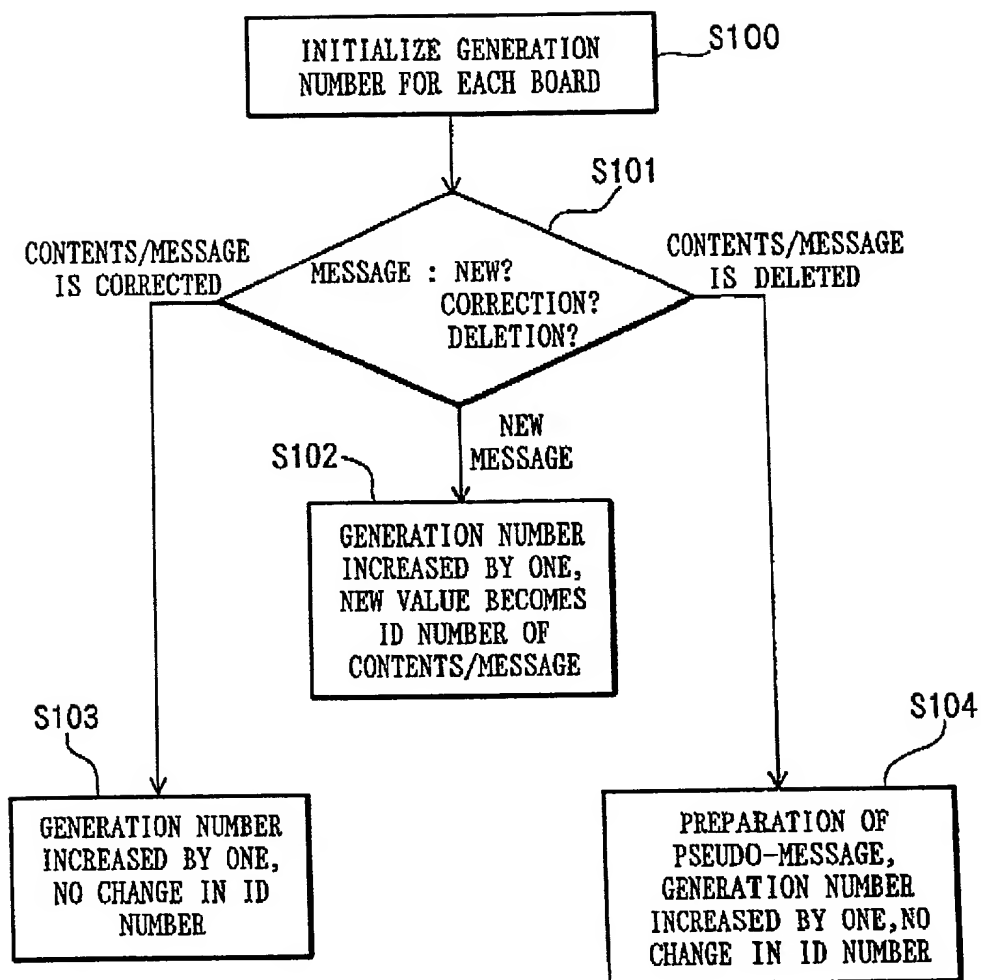 INITIALIZE GENERATION
NUMBER FOR EACH BOARD
S100
S101
CONTENTS/MESSAGE
IS CORRECTED
MESSAGE : NEW?
CORRECTION?
DELETION?
CONTENTS/MESSAGE
IS DELETED
NEW
MESSAGE
S102
GENERATION NUMBER
INCREASED BY ONE,
NEW VALUE BECOMES
ID NUMBER OF
CONTENTS/MESSAGE
S103
GENERATION NUMBER
INCREASED BY ONE,
NO CHANGE IN ID
NUMBER
S104
PREPARATION OF
PSEUDO-MESSAGE,
GENERATION NUMBER
INCREASED BY ONE,NO
CHANGE IN ID NUMBER